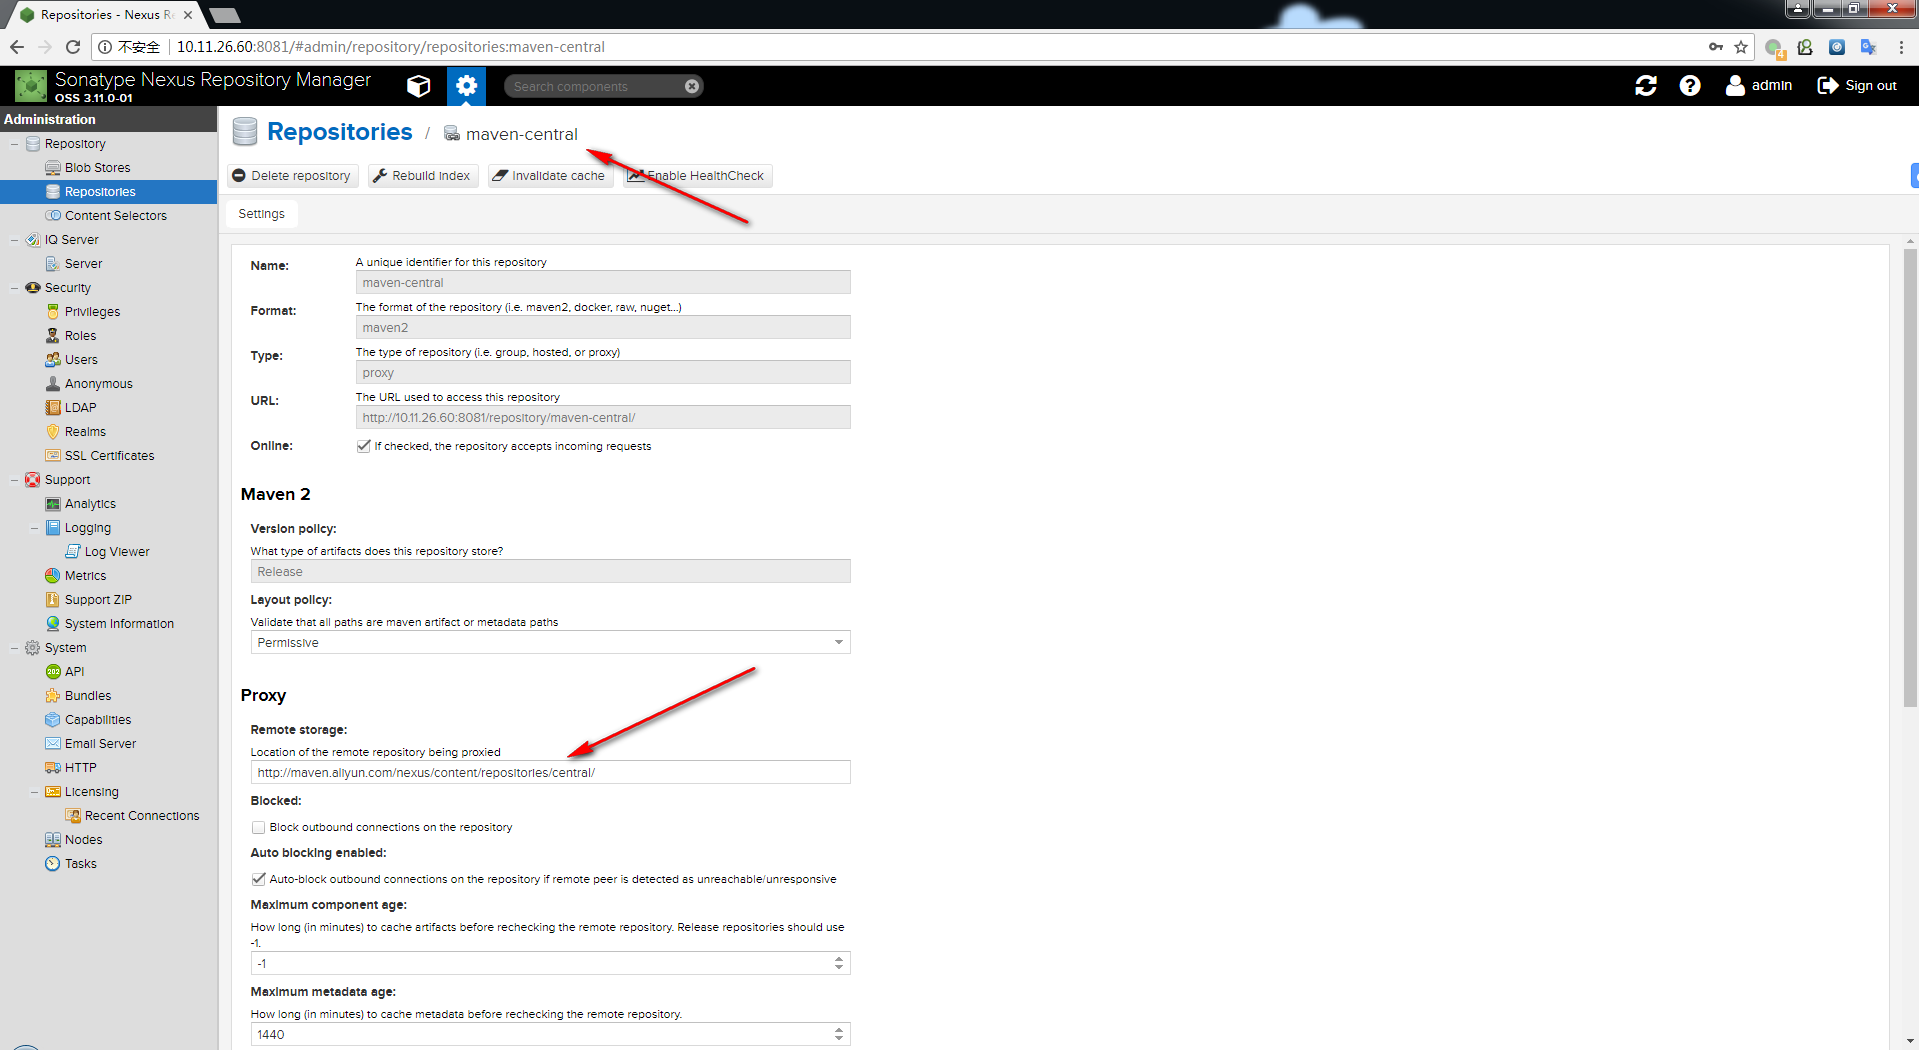 Repositories - Nexus Re
不安全 10.11.26.60:8081/#admin/repository/repositories:maven-central
4
Sonatype Nexus Repository Manager
OSS 3.11.0-01
Search components
admin
Sign out
Administration
Repository
Blob Stores
Repositories
Content Selectors
IQ Server
Server
Security
Privileges
Roles
Users
Anonymous
LDAP
Realms
SSL Certificates
Support
Analytics
Logging
Log Viewer
Metrics
Support ZIP
System Information
System
API
Bundles
Capabilities
Email Server
HTTP
Licensing
Recent Connections
Nodes
Tasks
Repositories / maven-central
Delete repository
Rebuild index
Invalidate cache
Enable HealthCheck
Settings
Name:
A unique identifier for this repository
maven-central
Format:
The format of the repository (i.e. maven2, docker, raw, nuget...)
maven2
Type:
The type of repository (i.e. group, hosted, or proxy)
proxy
URL:
The URL used to access this repository
http://10.11.26.60:8081/repository/maven-central/
Online:
If checked, the repository accepts incoming requests
Maven 2
Version policy:
What type of artifacts does this repository store?
Release
Layout policy:
Validate that all paths are maven artifact or metadata paths
Permissive
Proxy
Remote storage:
Location of the remote repository being proxied
http://maven.aliyun.com/nexus/content/repositories/central/
Blocked:
Block outbound connections on the repository
Auto blocking enabled:
Auto-block outbound connections on the repository if remote peer is detected as unreachable/unresponsive
Maximum component age:
How long (in minutes) to cache artifacts before rechecking the remote repository. Release repositories should use
-1.
-1
Maximum metadata age:
How long (in minutes) to cache metadata before rechecking the remote repository.
1440